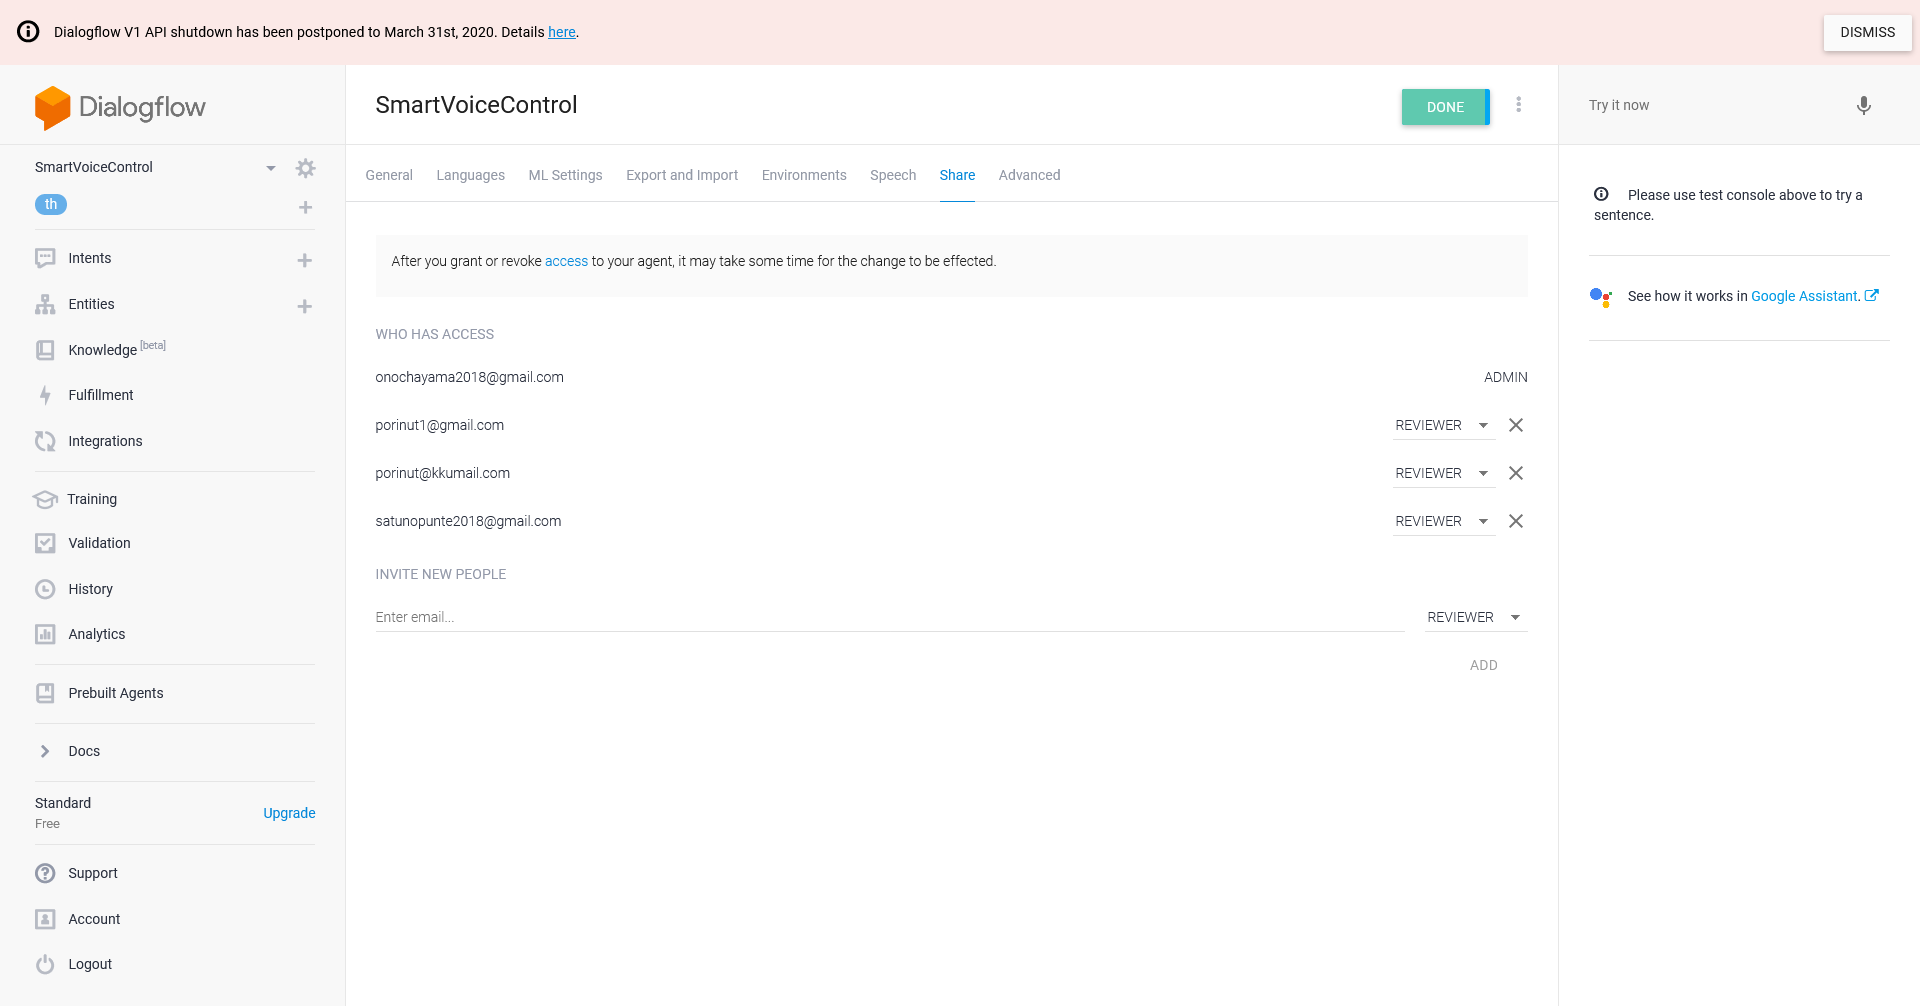 Dialogflow V1 API shutdown has been postponed to March 31st, 2020. Details here.
DISMISS
Dialogflow
SmartVoiceControl
th
Intents
Entities
Knowledge [beta]
Fulfillment
Integrations
Training
Validation
History
Analytics
Prebuilt Agents
Docs
Standard
Free
Upgrade
Support
Account
Logout
SmartVoiceControl
DONE
General Languages ML Settings Export and Import Environments Speech Share Advanced
After you grant or revoke access to your agent, it may take some time for the change to be effected.
WHO HAS ACCESS
onochayama2018@gmail.com ADMIN
porinut1@gmail.com REVIEWER
porinut@kkumail.com REVIEWER
satunopunte2018@gmail.com REVIEWER
INVITE NEW PEOPLE
Enter email... REVIEWER
ADD
Try it now
Please use test console above to try a
sentence.
See how it works in Google Assistant.